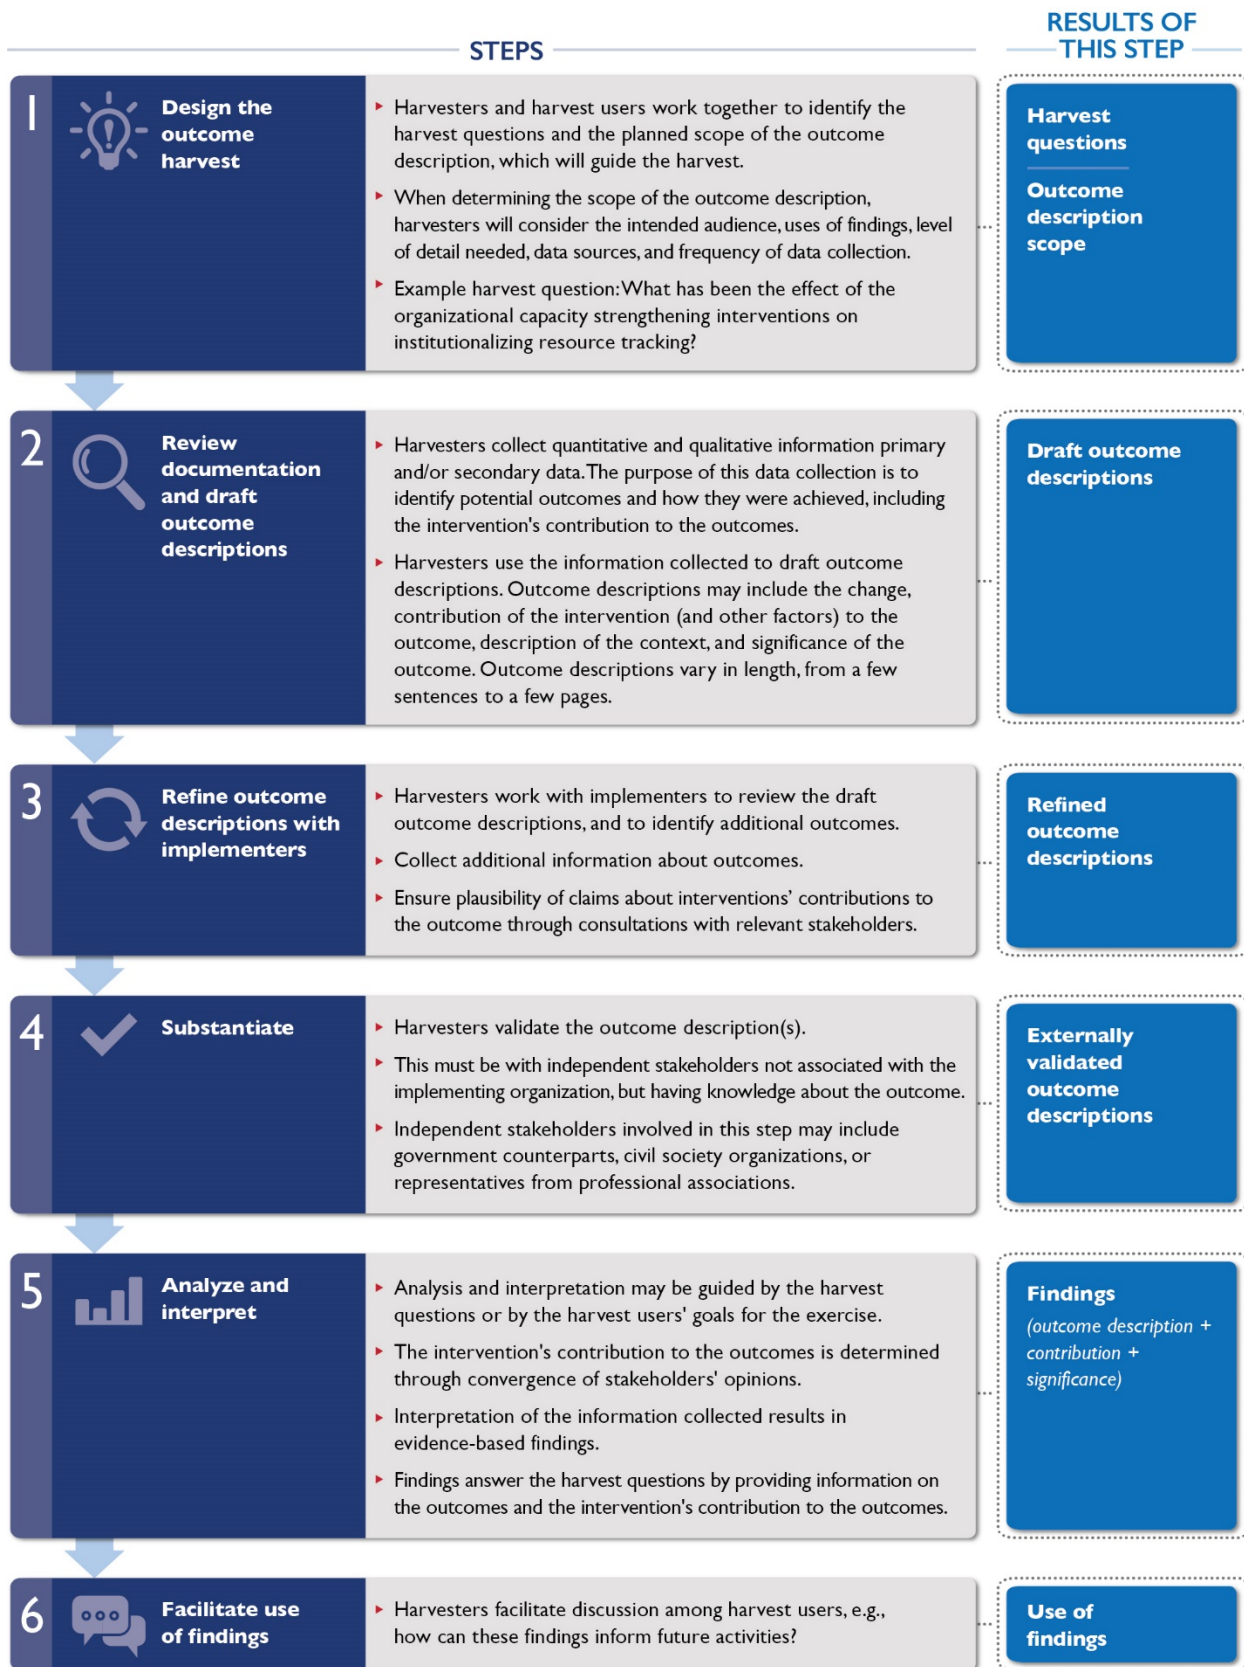 STEPS
RESULTS OF
THIS STEP
1
Design the
outcome
harvest
▸ Harvesters and harvest users work together to identify the
harvest questions and the planned scope of the outcome
description, which will guide the harvest.
▸ When determining the scope of the outcome description,
harvesters will consider the intended audience, uses of findings, level
of detail needed, data sources, and frequency of data collection.
▸ Example harvest question: What has been the effect of the
organizational capacity strengthening interventions on
institutionalizing resource tracking?
Harvest
questions
Outcome
description
scope
2
Review
documentation
and draft
outcome
descriptions
▸ Harvesters collect quantitative and qualitative information primary
and/or secondary data. The purpose of this data collection is to
identify potential outcomes and how they were achieved, including
the intervention's contribution to the outcomes.
▸ Harvesters use the information collected to draft outcome
descriptions. Outcome descriptions may include the change,
contribution of the intervention (and other factors) to the
outcome, description of the context, and significance of the
outcome. Outcome descriptions vary in length, from a few
sentences to a few pages.
Draft outcome
descriptions
3
Refine outcome
descriptions with
implementers
▸ Harvesters work with implementers to review the draft
outcome descriptions, and to identify additional outcomes.
▸ Collect additional information about outcomes.
▸ Ensure plausibility of claims about interventions’ contributions to
the outcome through consultations with relevant stakeholders.
Refined
outcome
descriptions
4
Substantiate
▸ Harvesters validate the outcome description(s).
▸ This must be with independent stakeholders not associated with the
implementing organization, but having knowledge about the outcome.
▸ Independent stakeholders involved in this step may include
government counterparts, civil society organizations, or
representatives from professional associations.
Externally
validated
outcome
descriptions
5
Analyze and
interpret
▸ Analysis and interpretation may be guided by the harvest
questions or by the harvest users' goals for the exercise.
▸ The intervention's contribution to the outcomes is determined
through convergence of stakeholders' opinions.
▸ Interpretation of the information collected results in
evidence-based findings.
▸ Findings answer the harvest questions by providing information on
the outcomes and the intervention's contribution to the outcomes.
Findings
(outcome description +
contribution +
significance)
6
Facilitate use
of findings
▸ Harvesters facilitate discussion among harvest users, e.g.,
how can these findings inform future activities?
Use of
findings